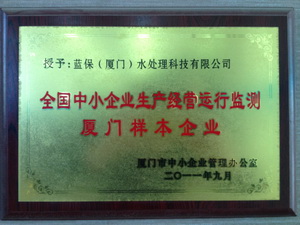 授予:蓝保（厦门）水处理科技有限公司
全国中小企业生产经营运行监测
厦门样本企业
厦门市中小企业管理办公室
二〇一一年九月